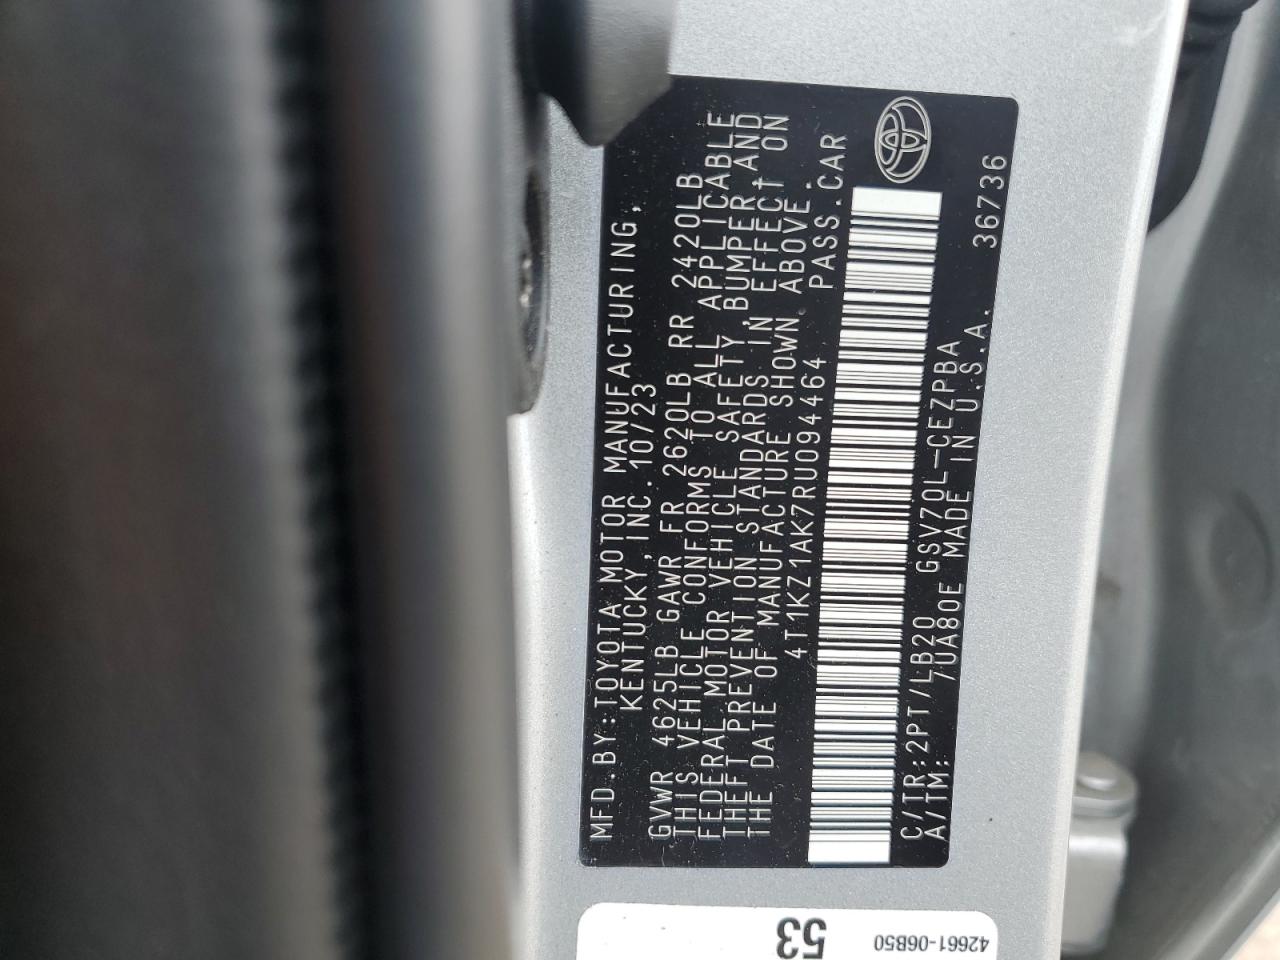 MFD.BY:TOYOTA MOTOR MANUFACTURING,
KENTUCKY,INC. 10/23
GVWR 4625LB GAWR FR 2620LB RR 2420LB
THIS VEHICLE CONFORMS TO ALL APPLICABLE
FEDERAL MOTOR VEHICLE SAFETY,BUMPER,AND
THEFT PREVENTION STANDARDS IN EFFECT ON
THE DATE OF MANUFACTURE SHOWN ABOVE.
4T1KZ1AK7RU094464 PASS.CAR
C/TR:2PT/LB20 GSV70L-CEZPBA
A/TM: /UA80E MADE IN U.S.A. 36736
53
42661-06B50